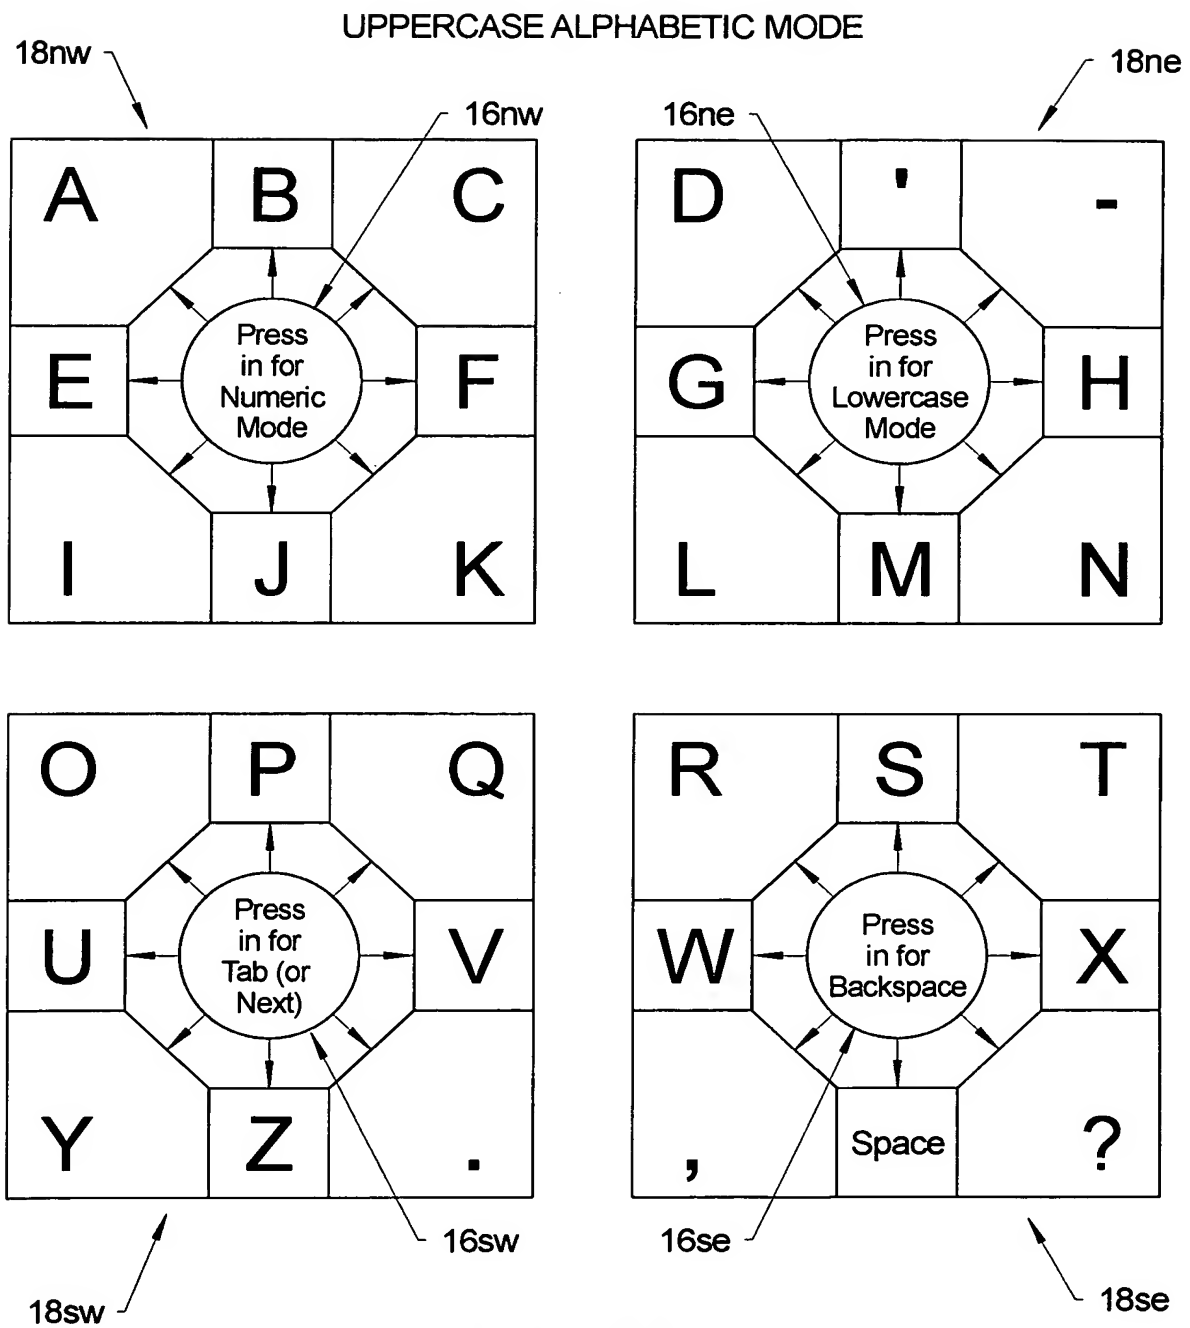 UPPERCASE ALPHABETIC MODE
18nw
18ne
16nw
16ne
A B C
D ' -
Press
in for
Numeric
Mode
E F
Press
in for
Lowercase
Mode
G H
I J K
L M N
O P Q
R S T
Press
in for
Tab (or
Next)
U V
Press
in for
Backspace
W X
Y Z .
, Space ?
16sw
16se
18sw
18se